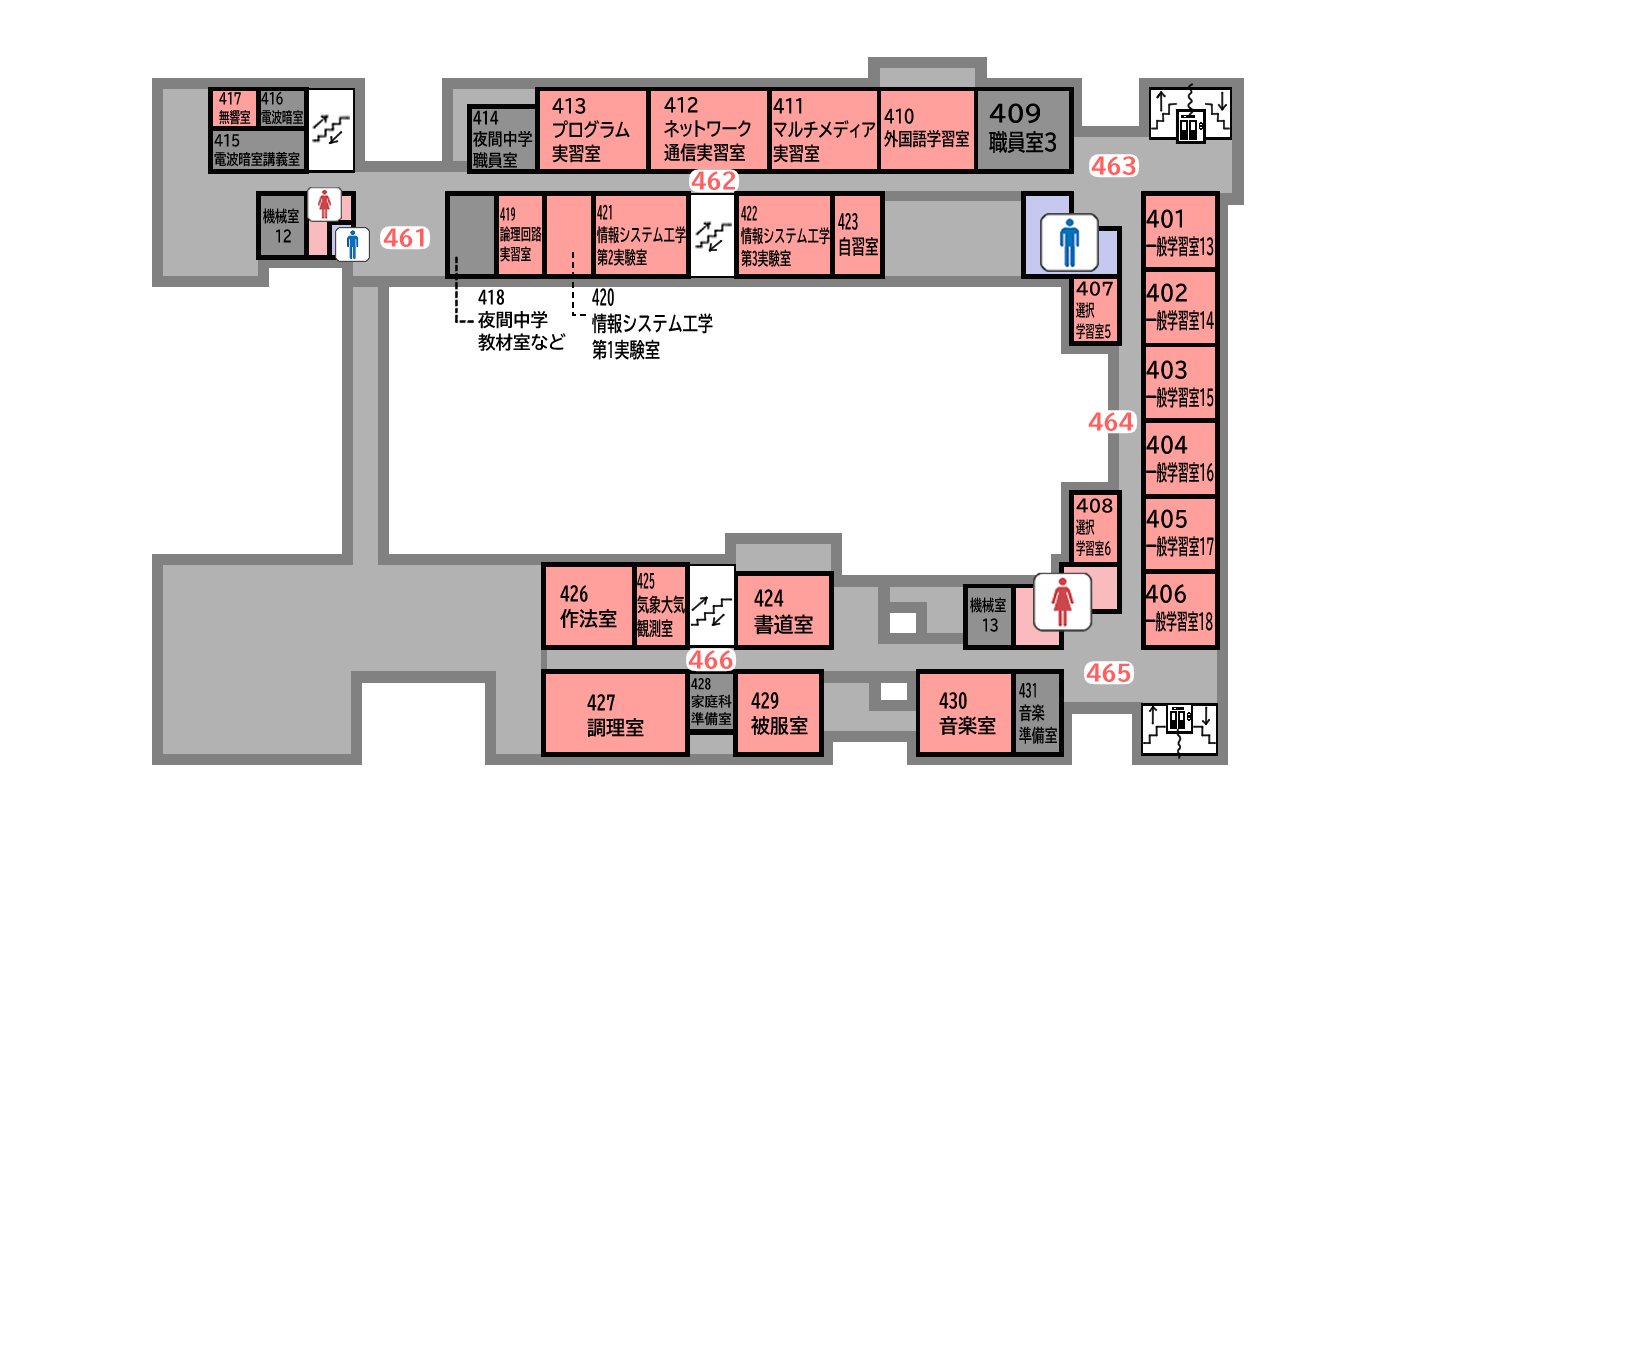 417
無響室
416
電波暗室
415
電波暗室講義室
414
夜間中学
職員室
413
プログラム
実習室
412
ネットワーク
通信実習室
411
マルチメディア
実習室
410
外国語学習室
409
職員室3
463
462
機械室
12
461
419
論理回路
実習室
421
情報システム工学
第2実験室
422
情報システム工学
第3実験室
423
自習室
418
夜間中学
教材室など
420
情報システム工学
第1実験室
401
一般学習室13
402
一般学習室14
403
一般学習室15
404
一般学習室16
405
一般学習室17
406
一般学習室18
407
選択
学習室5
464
408
選択
学習室6
426
作法室
425
気象大気
観測室
424
書道室
機械室
13
466
465
427
調理室
428
家庭科
準備室
429
被服室
430
音楽室
431
音楽
準備室